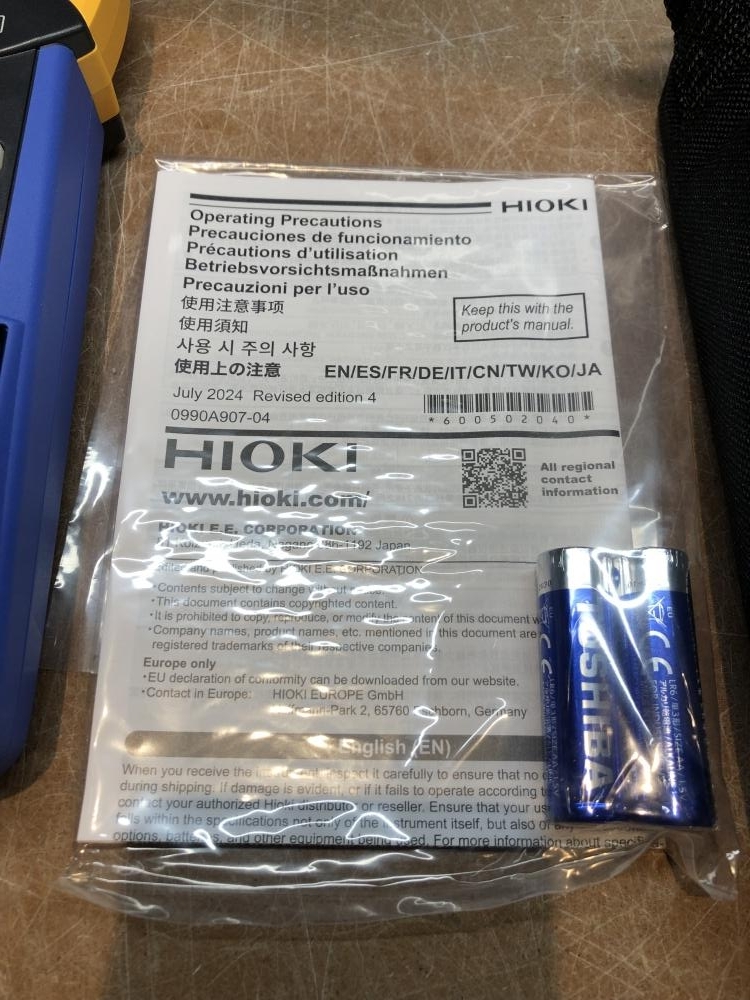 HIOKI
Operating Precautions
Precauciones de funcionamiento
Précautions d'utilisation
Betriebsvorsichtsmaßnahmen
Precauzioni per l'uso
使用注意事项
使用須知
사용 시 주의 사항
使用上の注意
Keep this with the
product's manual.
EN/ES/FR/DE/IT/CN/TW/KO/JA
July 2024 Revised edition 4
0990A907-04
*600502040*
HIOKI
www.hioki.com/
All regional
contact
information
HIOKI E.E. CORPORATION
Japan
published by HIOKI E.E. CORPORATION
•Contents subject to change without
•This document contains copyrighted content.
•It is prohibited to copy, reproduce, or modify the content of this document
•Company names, product names, etc. mentioned in this document are
registered trademarks of their respective companies.
Europe only
•EU declaration of conformity can be downloaded from our website.
•Contact in Europe: HIOKI EUROPE GmbH
2, 65760 Eschborn, Germany
English (EN)
When you receive the inspect it carefully to ensure that no
during shipping. If damage is evident, or if it fails to operate according to
contact your authorized Hioki distributor or reseller. Ensure that your
falls within the specifications not only of the instrument itself, but also of any
options, batteries, and other equipment being used. For more information about
TOSHIBA
CE
CE
EU